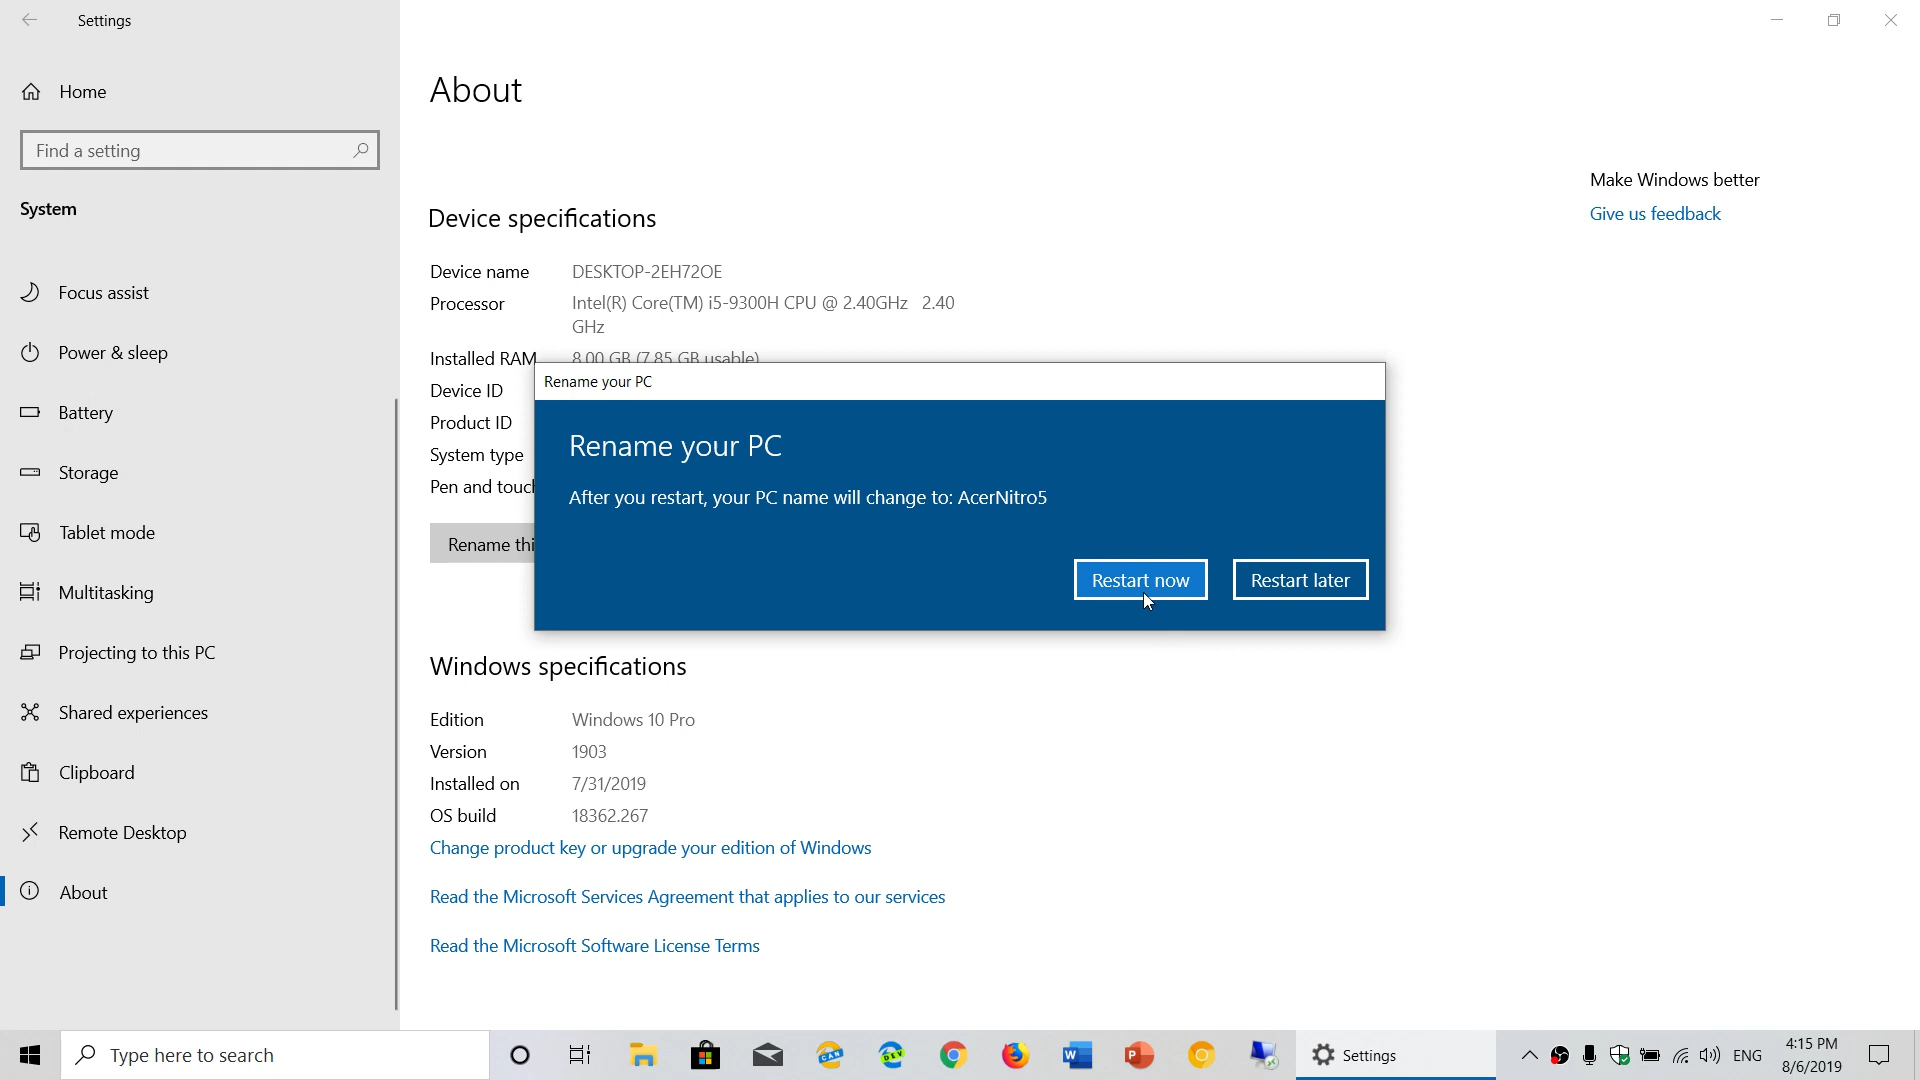 Settings
Home
Find a setting
System
Focus assist
Power & sleep
Battery
Storage
Tablet mode
Multitasking
Projecting to this PC
Shared experiences
Clipboard
Remote Desktop
About
About
Device specifications
Device name DESKTOP-2EH72OE
Processor Intel(R) Core(TM) i5-9300H CPU @ 2.40GHz 2.40
GHz
Installed RAM 8.00 GB (7.85 GB usable)
Device ID
Product ID
System type
Pen and touch
Rename thi
Rename your PC
Rename your PC
After you restart, your PC name will change to: AcerNitro5
Restart now Restart later
Windows specifications
Edition Windows 10 Pro
Version 1903
Installed on 7/31/2019
OS build 18362.267
Change product key or upgrade your edition of Windows
Read the Microsoft Services Agreement that applies to our services
Read the Microsoft Software License Terms
Make Windows better
Give us feedback
Type here to search
CAN
DEV
W
P
Settings
ENG
4:15 PM
8/6/2019